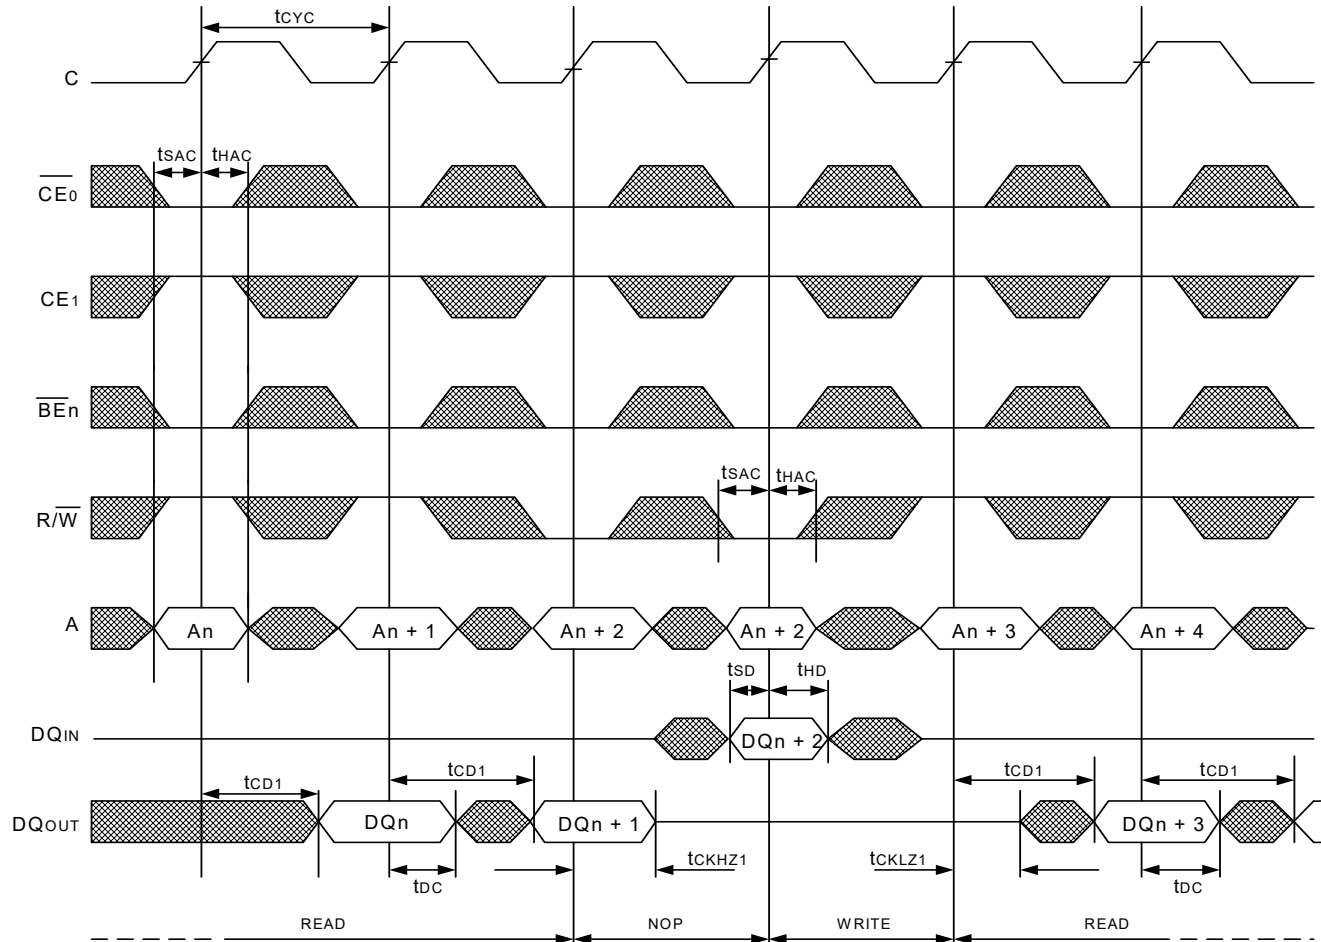 tCYC
C
tSAC tHAC
CE0
CE1
BEn
tSAC tHAC
R/W
A An An + 1 An + 2 An + 2 An + 3 An + 4
tSD tHD
DQIN DQn + 2
tCD1 tCD1 tCD1 tCD1
DQOUT DQn DQn + 1 DQn + 3
tDC tCKHZ1 tCKLZ1 tDC
READ NOP WRITE READ